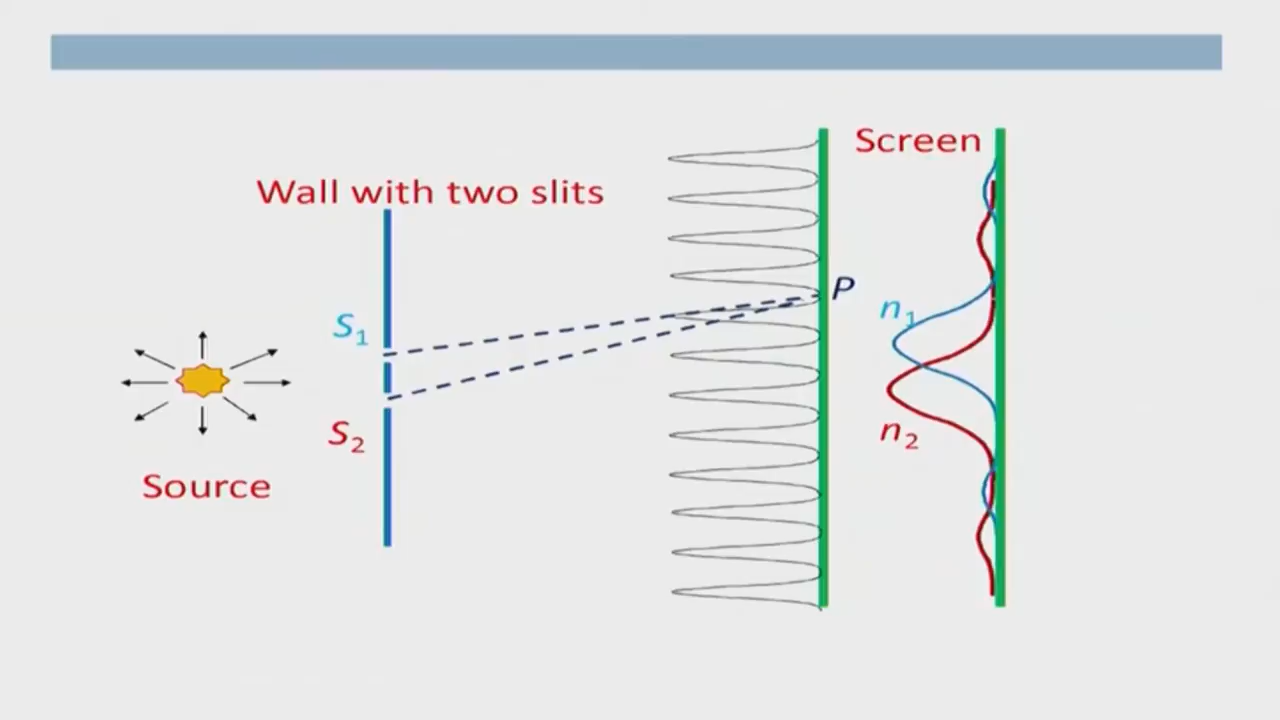 Screen
Wall with two slits
P
n₁
S₁
S₂
n₂
Source